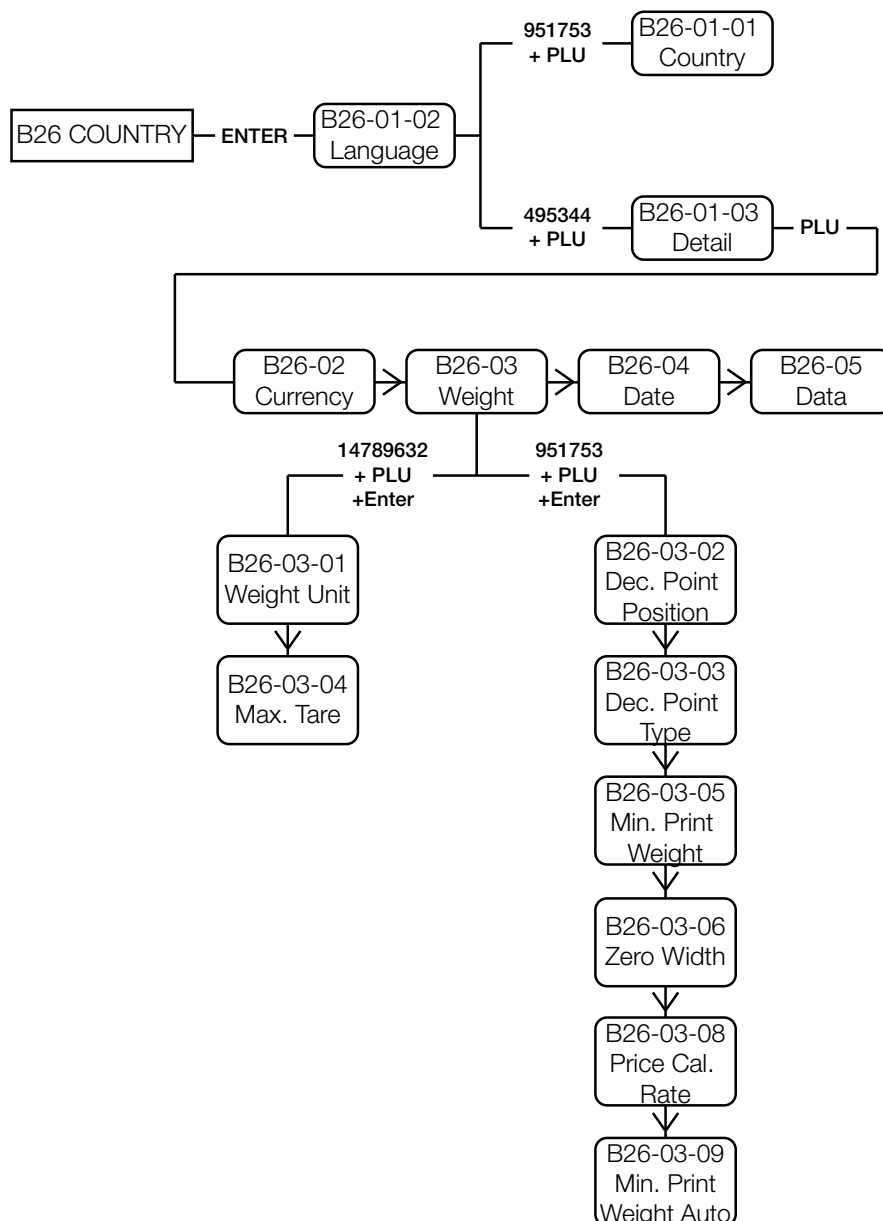 951753
+ PLU
B26-01-01
Country
B26 COUNTRY
ENTER
B26-01-02
Language
495344
+ PLU
B26-01-03
Detail
PLU
B26-02
Currency
B26-03
Weight
B26-04
Date
B26-05
Data
14789632
+ PLU
+Enter
951753
+ PLU
+Enter
B26-03-01
Weight Unit
B26-03-04
Max. Tare
B26-03-02
Dec. Point
Position
B26-03-03
Dec. Point
Type
B26-03-05
Min. Print
Weight
B26-03-06
Zero Width
B26-03-08
Price Cal.
Rate
B26-03-09
Min. Print
Weight Auto